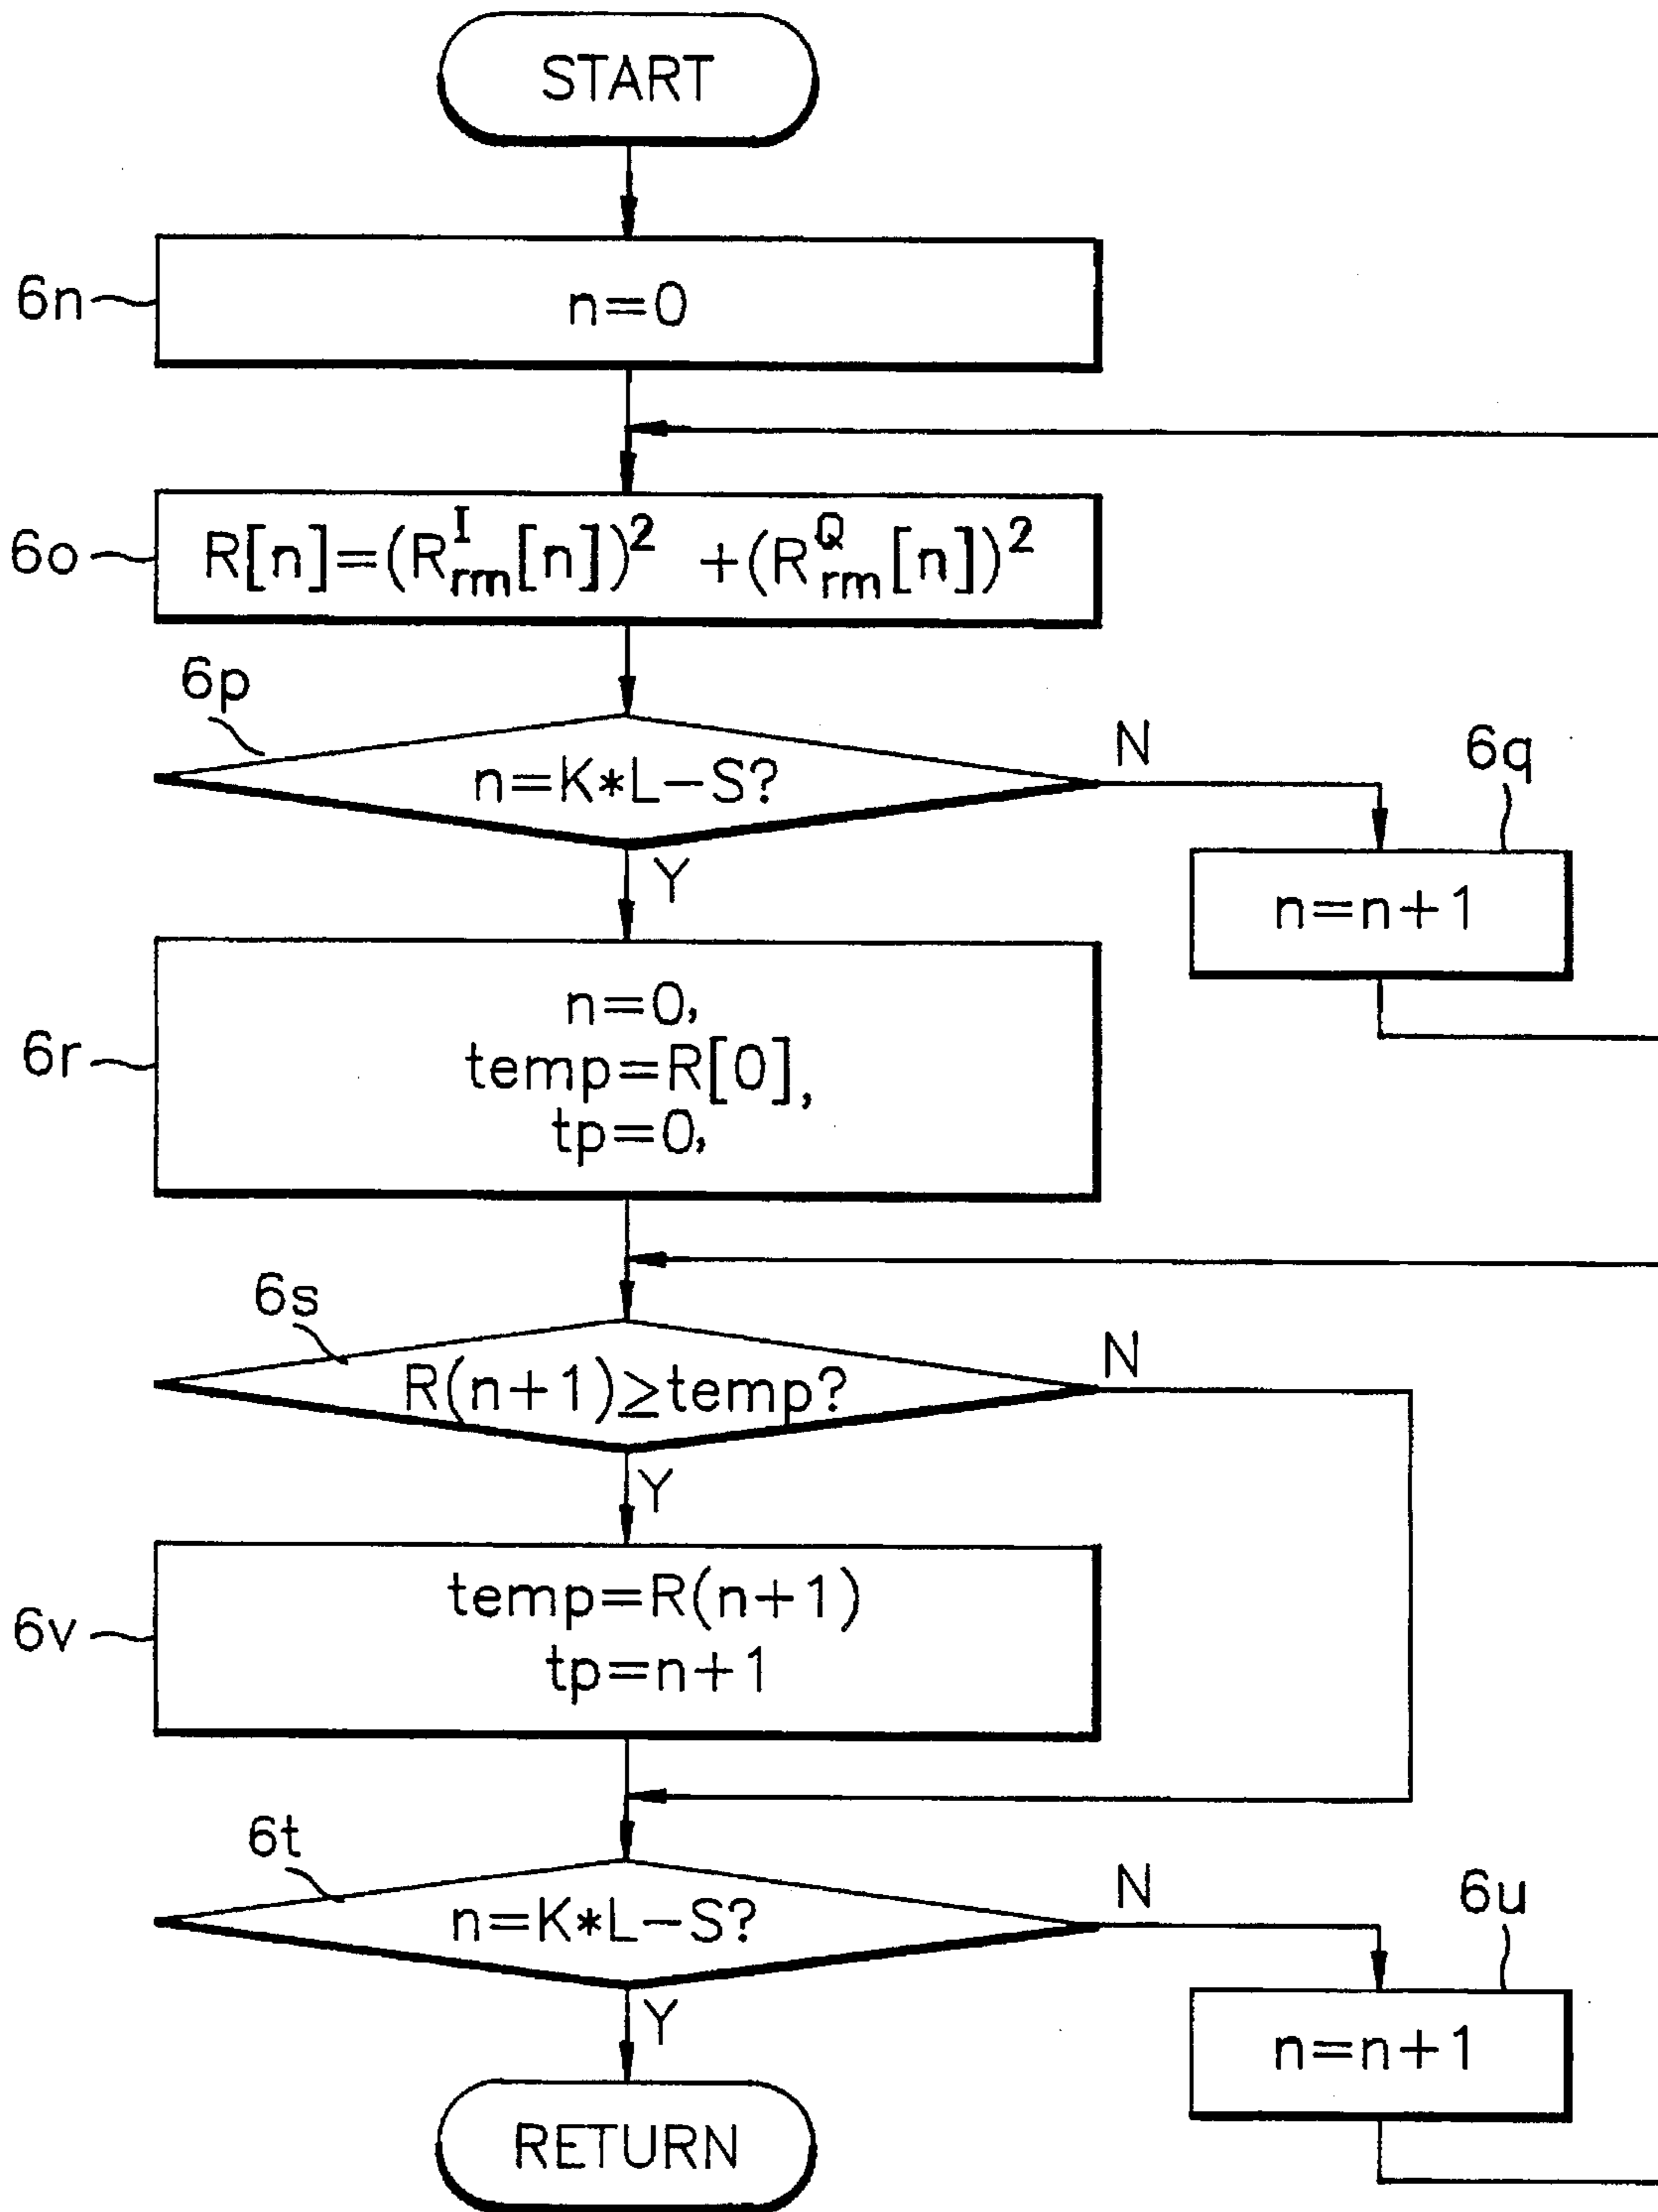 START
6n
n=0
6o
R[n]=(R^I_rm[n])^2 +(R^Q_rm[n])^2
6p
n=K*L-S?
N
6q
Y
n=n+1
6r
n=0,
temp=R[0],
tp=0,
6s
R(n+1)≥temp?
N
Y
6v
temp=R(n+1)
tp=n+1
6t
n=K*L-S?
N
6u
Y
n=n+1
RETURN